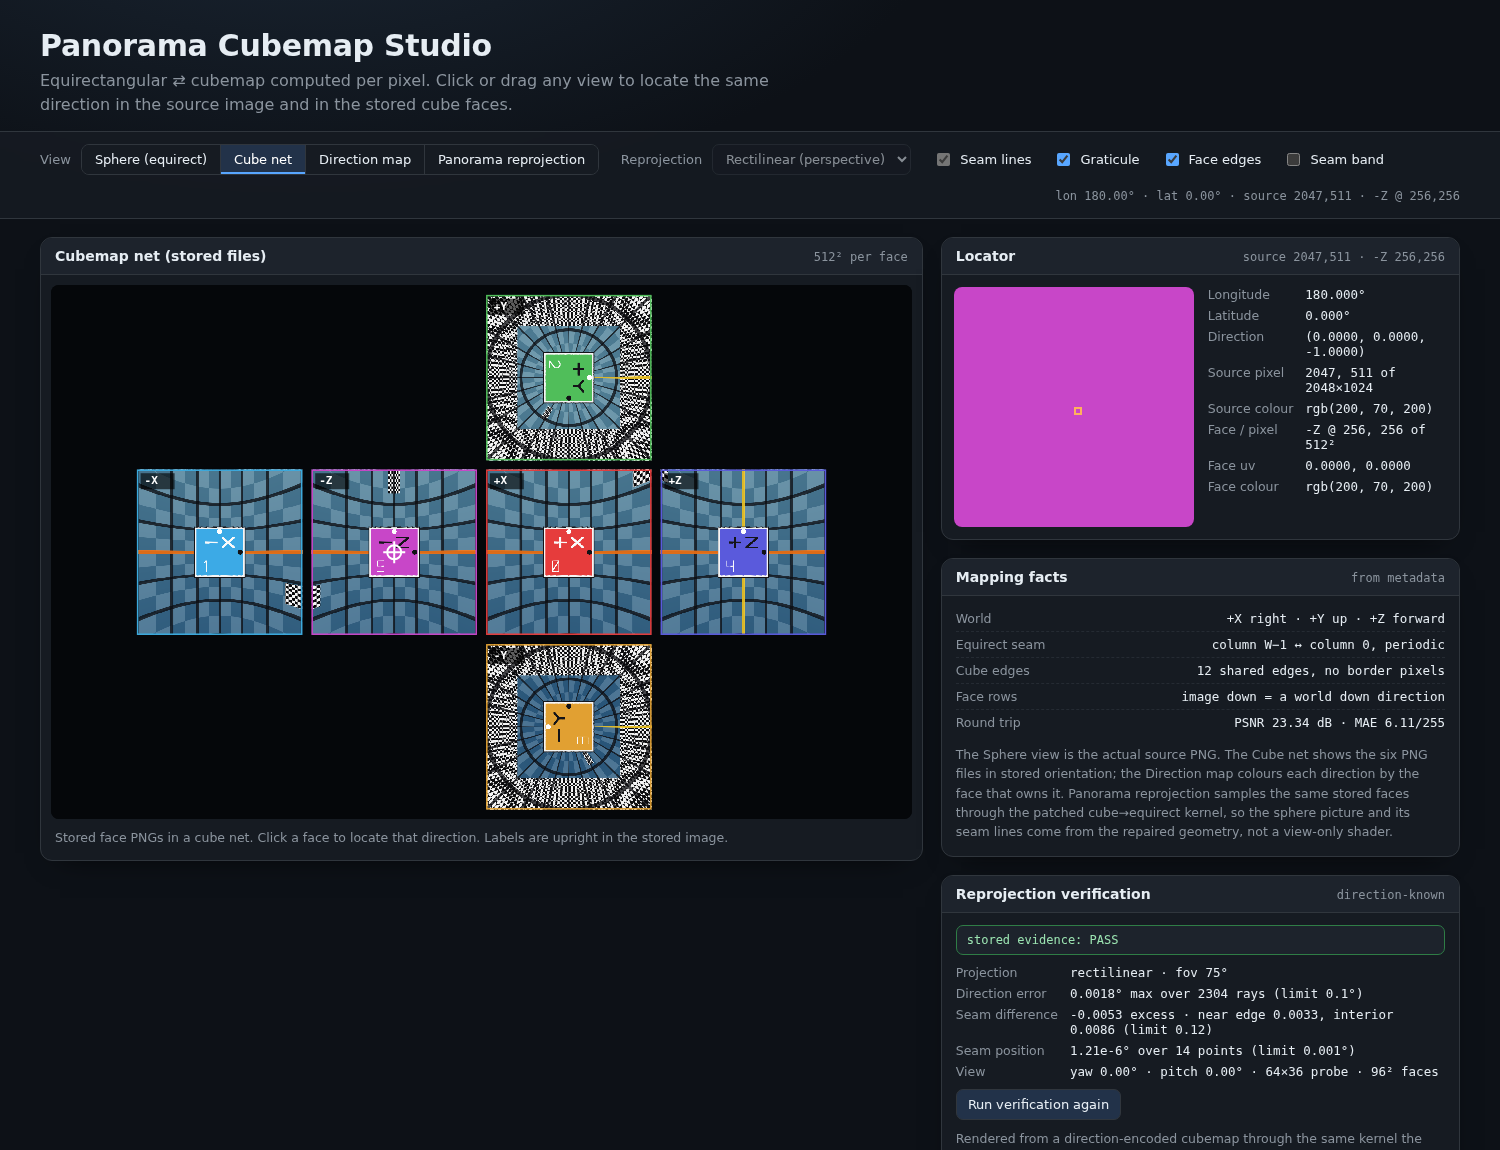 Panorama Cubemap Studio
Equirectangular ⇄ cubemap computed per pixel. Click or drag any view to locate the same
direction in the source image and in the stored cube faces.
View
Sphere (equirect)
Cube net
Direction map
Panorama reprojection
Reprojection
Rectilinear (perspective)
Seam lines
Graticule
Face edges
Seam band
lon 180.00° · lat 0.00° · source 2047,511 · -Z @ 256,256
Cubemap net (stored files)
512² per face
+Y
2
+Y
-X
-X
1
-Z
-Z
5
+X
+X
0
+Z
+Z
4
-Y
-Y
3
Stored face PNGs in a cube net. Click a face to locate that direction. Labels are upright in the stored image.
Locator
source 2047,511 · -Z 256,256
Longitude 180.000°
Latitude 0.000°
Direction (0.0000, 0.0000,
-1.0000)
Source pixel 2047, 511 of
2048×1024
Source colour rgb(200, 70, 200)
Face / pixel -Z @ 256, 256 of
512²
Face uv 0.0000, 0.0000
Face colour rgb(200, 70, 200)
Mapping facts
from metadata
World +X right · +Y up · +Z forward
Equirect seam column W−1 ↔ column 0, periodic
Cube edges 12 shared edges, no border pixels
Face rows image down = a world down direction
Round trip PSNR 23.34 dB · MAE 6.11/255
The Sphere view is the actual source PNG. The Cube net shows the six PNG
files in stored orientation; the Direction map colours each direction by the
face that owns it. Panorama reprojection samples the same stored faces
through the patched cube→equirect kernel, so the sphere picture and its
seam lines come from the repaired geometry, not a view-only shader.
Reprojection verification
direction-known
stored evidence: PASS
Projection rectilinear · fov 75°
Direction error 0.0018° max over 2304 rays (limit 0.1°)
Seam difference -0.0053 excess · near edge 0.0033, interior
0.0086 (limit 0.12)
Seam position 1.21e-6° over 14 points (limit 0.001°)
View yaw 0.00° · pitch 0.00° · 64×36 probe · 96² faces
Run verification again
Rendered from a direction-encoded cubemap through the same kernel the